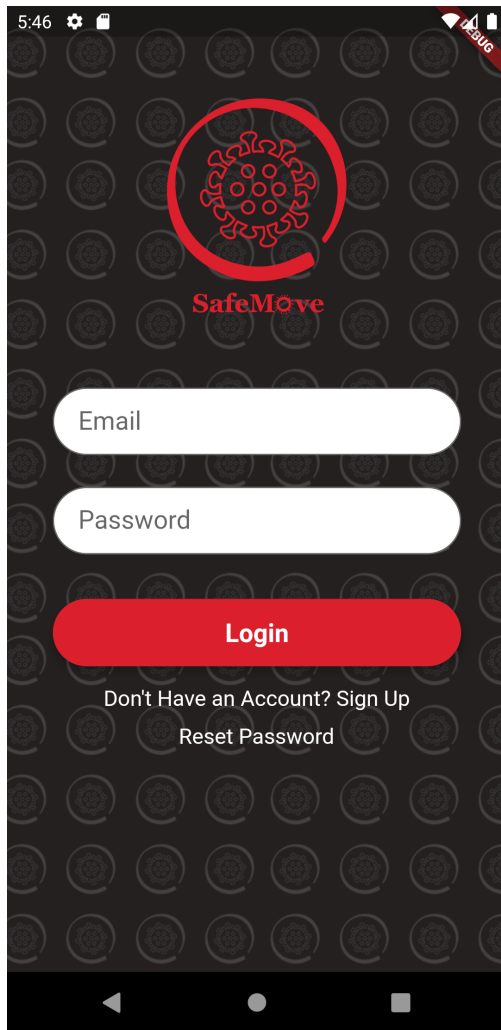 5:46
DEBUG
SafeMove
Email
Password
Login
Don't Have an Account? Sign Up
Reset Password